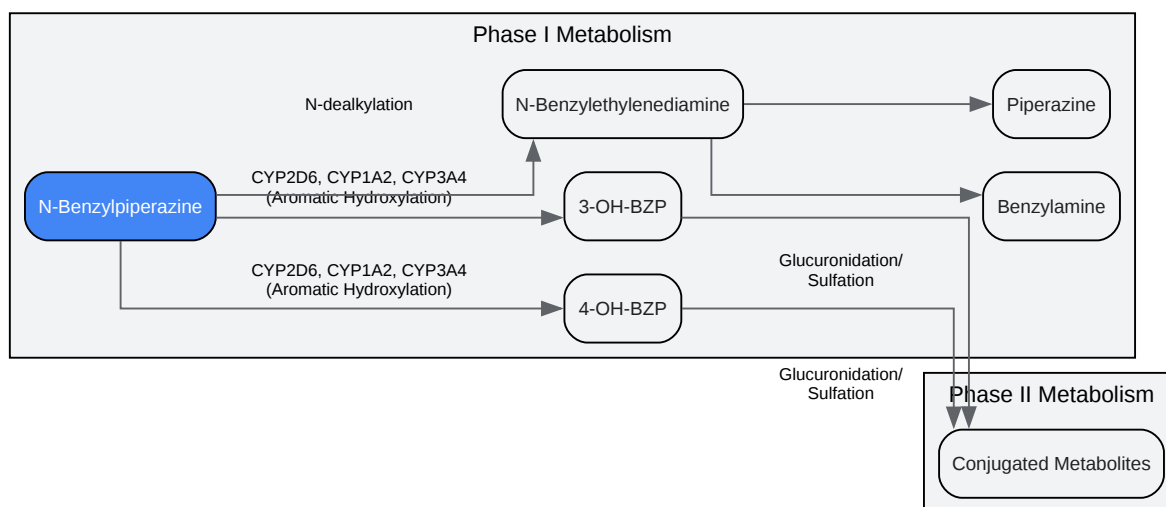 Phase I Metabolism
N-dealkylation
N-Benzylethylenediamine
Piperazine
N-Benzylpiperazine
CYP2D6, CYP1A2, CYP3A4
(Aromatic Hydroxylation)
3-OH-BZP
Benzylamine
CYP2D6, CYP1A2, CYP3A4
(Aromatic Hydroxylation)
4-OH-BZP
Glucuronidation/
Sulfation
Glucuronidation/
Sulfation
Phase II Metabolism
Conjugated Metabolites